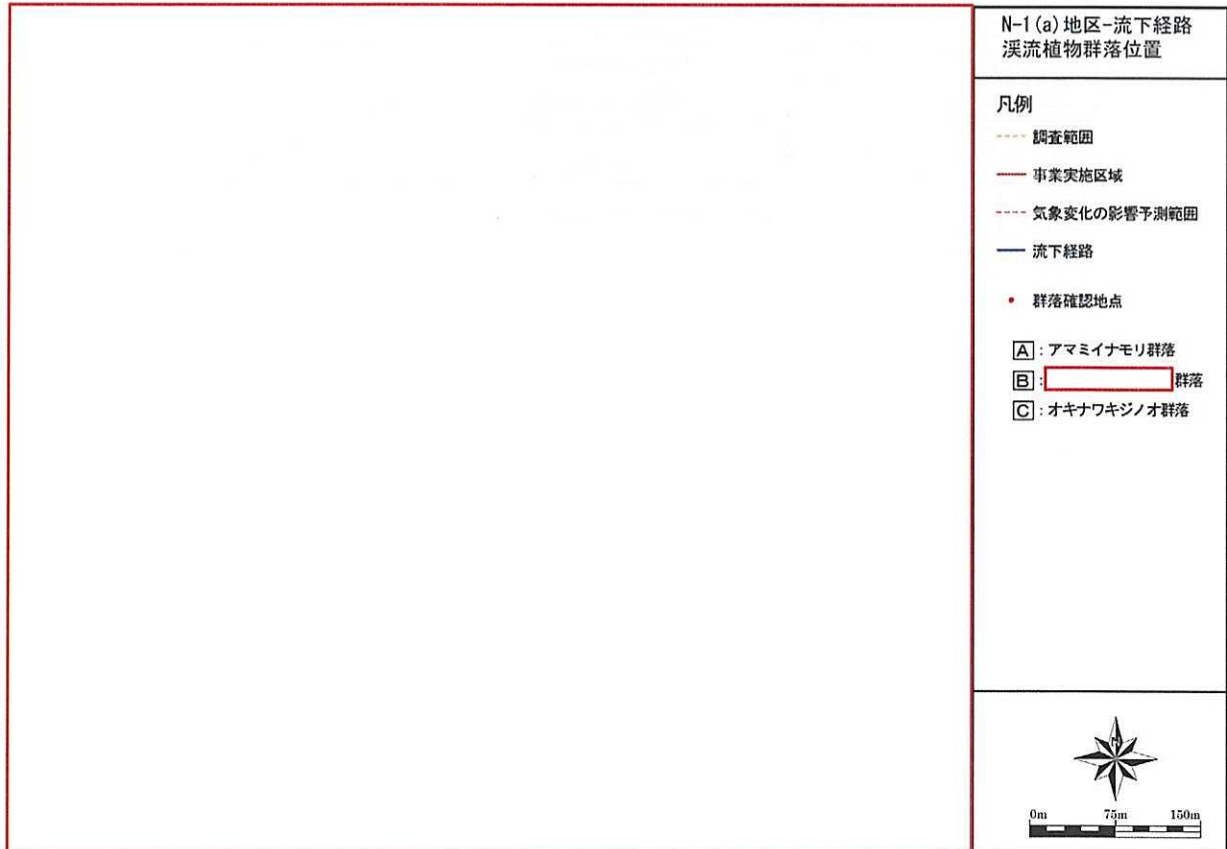 N-1(a)地区-流下経路
渓流植物群落位置
凡例
調査範囲
事業実施区域
気象変化の影響予測範囲
流下経路
群落確認地点
A：アマミイナモリ群落
B： 群落
C：オキナワキジノオ群落
N
0m 75m 150m